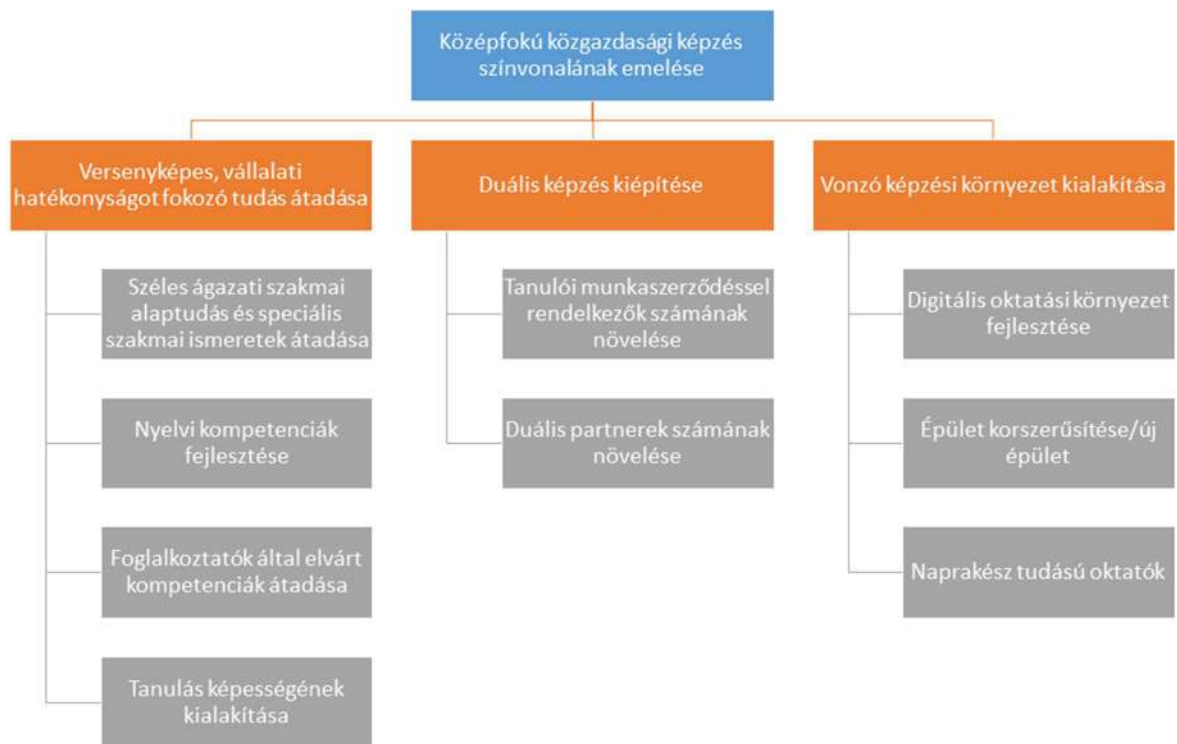 Középfokú közgazdasági képzés
színvonalának emelése
Versenyképes, vállalati
hatékonyságot fokozó tudás átadása
Széles ágazati szakmai
alaptudás és speciális
szakmai ismeretek átadása
Nyelvi kompetenciák
fejlesztése
Foglalkoztatók által elvárt
kompetenciák átadása
Tanulás képességének
kialakítása
Duális képzés kiépítése
Tanulói munkaszerződéssel
rendelkezők számának
növelése
Duális partnerek számának
növelése
Vonzó képzési környezet kialakítása
Digitális oktatási környezet
fejlesztése
Épület korszerűsítése/új
épület
Naprakész tudású oktatók